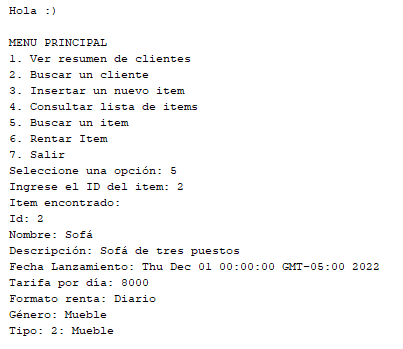 Hola :)
MENU PRINCIPAL
1. Ver resumen de clientes
2. Buscar un cliente
3. Insertar un nuevo item
4. Consultar lista de items
5. Buscar un item
6. Rentar Item
7. Salir
Seleccione una opción: 5
Ingrese el ID del item: 2
Item encontrado:
Id: 2
Nombre: Sofá
Descripción: Sofá de tres puestos
Fecha Lanzamiento: Thu Dec 01 00:00:00 GMT-05:00 2022
Tarifa por día: 8000
Formato renta: Diario
Género: Mueble
Tipo: 2: Mueble